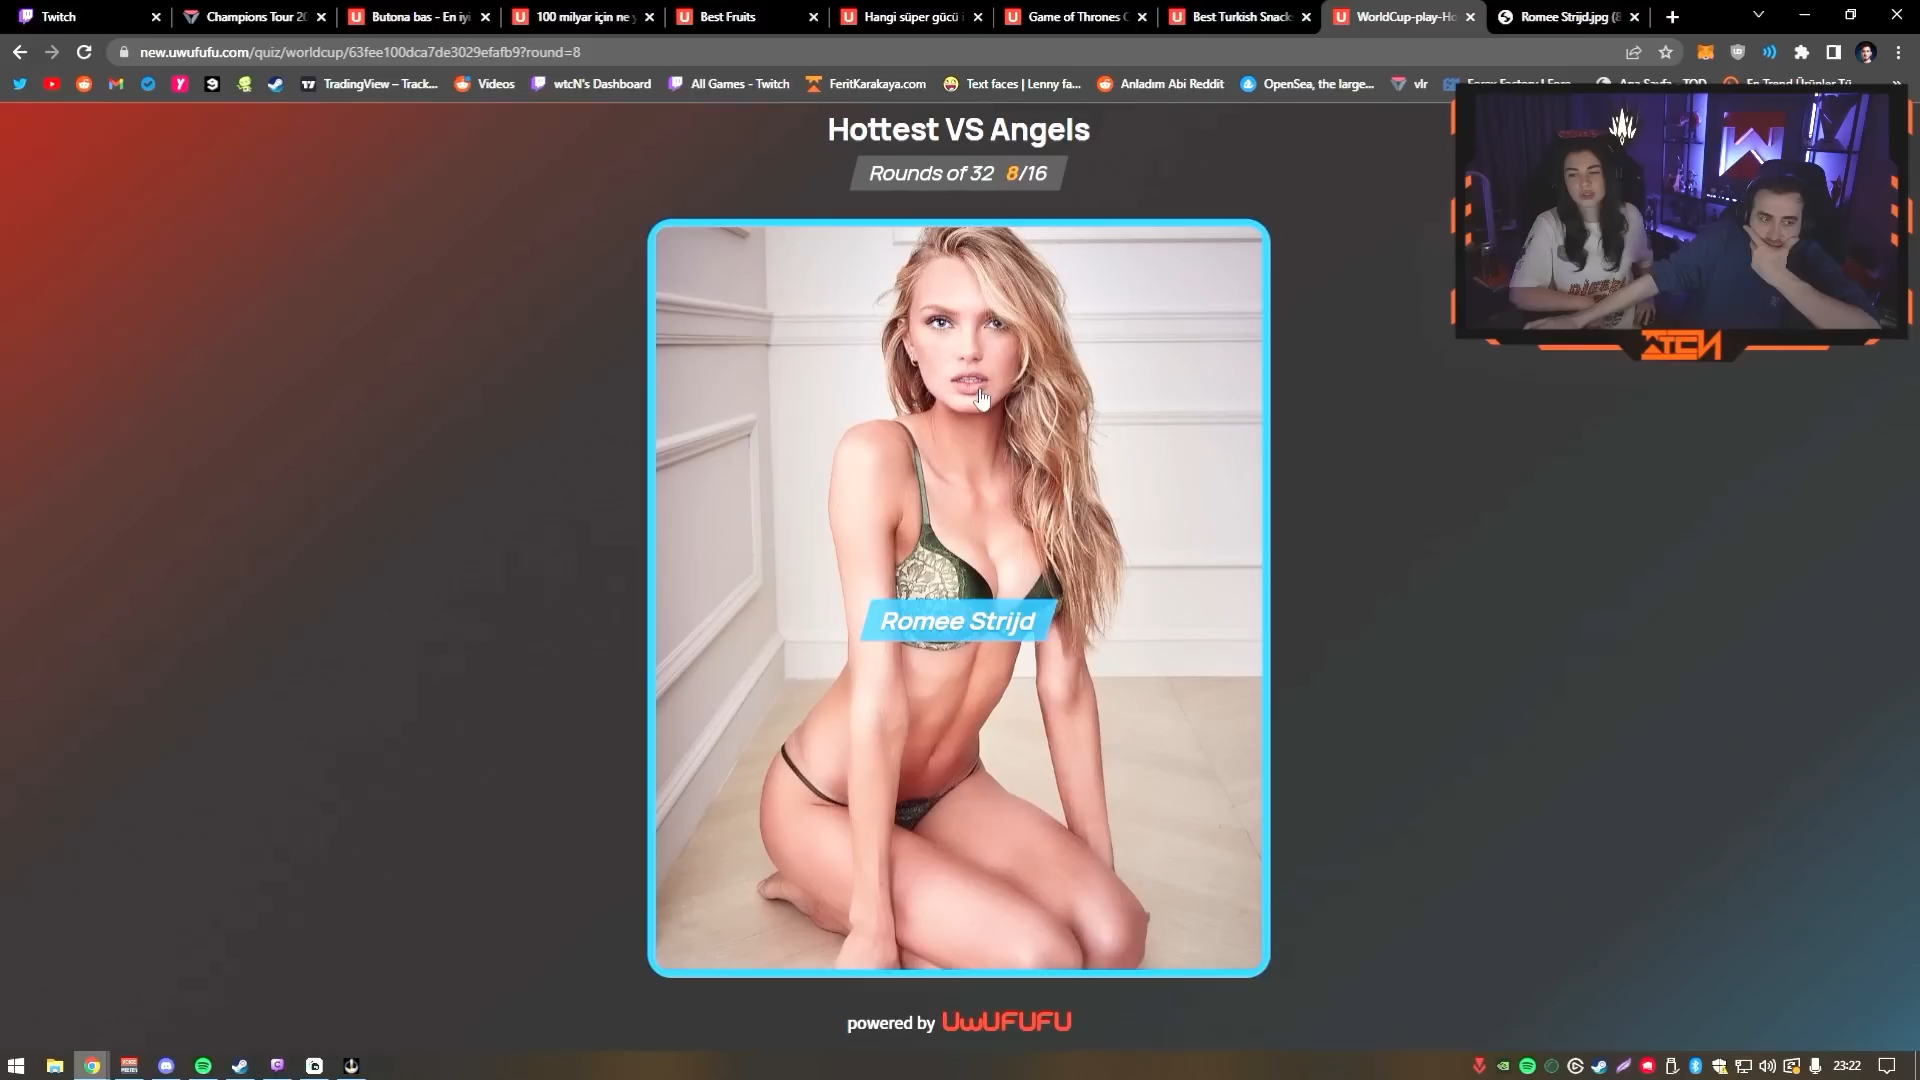 Twitch
Champions Tour 20
Butona bas - En iyi
100 milyar için ne y
Best Fruits
Hangi süper gücü i
Game of Thrones C
Best Turkish Snack
WorldCup-play-Ho
Romee Strijd.jpg (8
new.uwufufu.com/quiz/worldcup/63fee100dca7de3029efafb9?round=8
TradingView – Track...
Videos
wtcN's Dashboard
All Games - Twitch
FeritKarakaya.com
Text faces | Lenny fa...
Anladım Abi Reddit
OpenSea, the large...
vlr
Hottest VS Angels
Rounds of 32 8/16
WTCN
Romee Strijd
powered by UwUFUFU
23:22